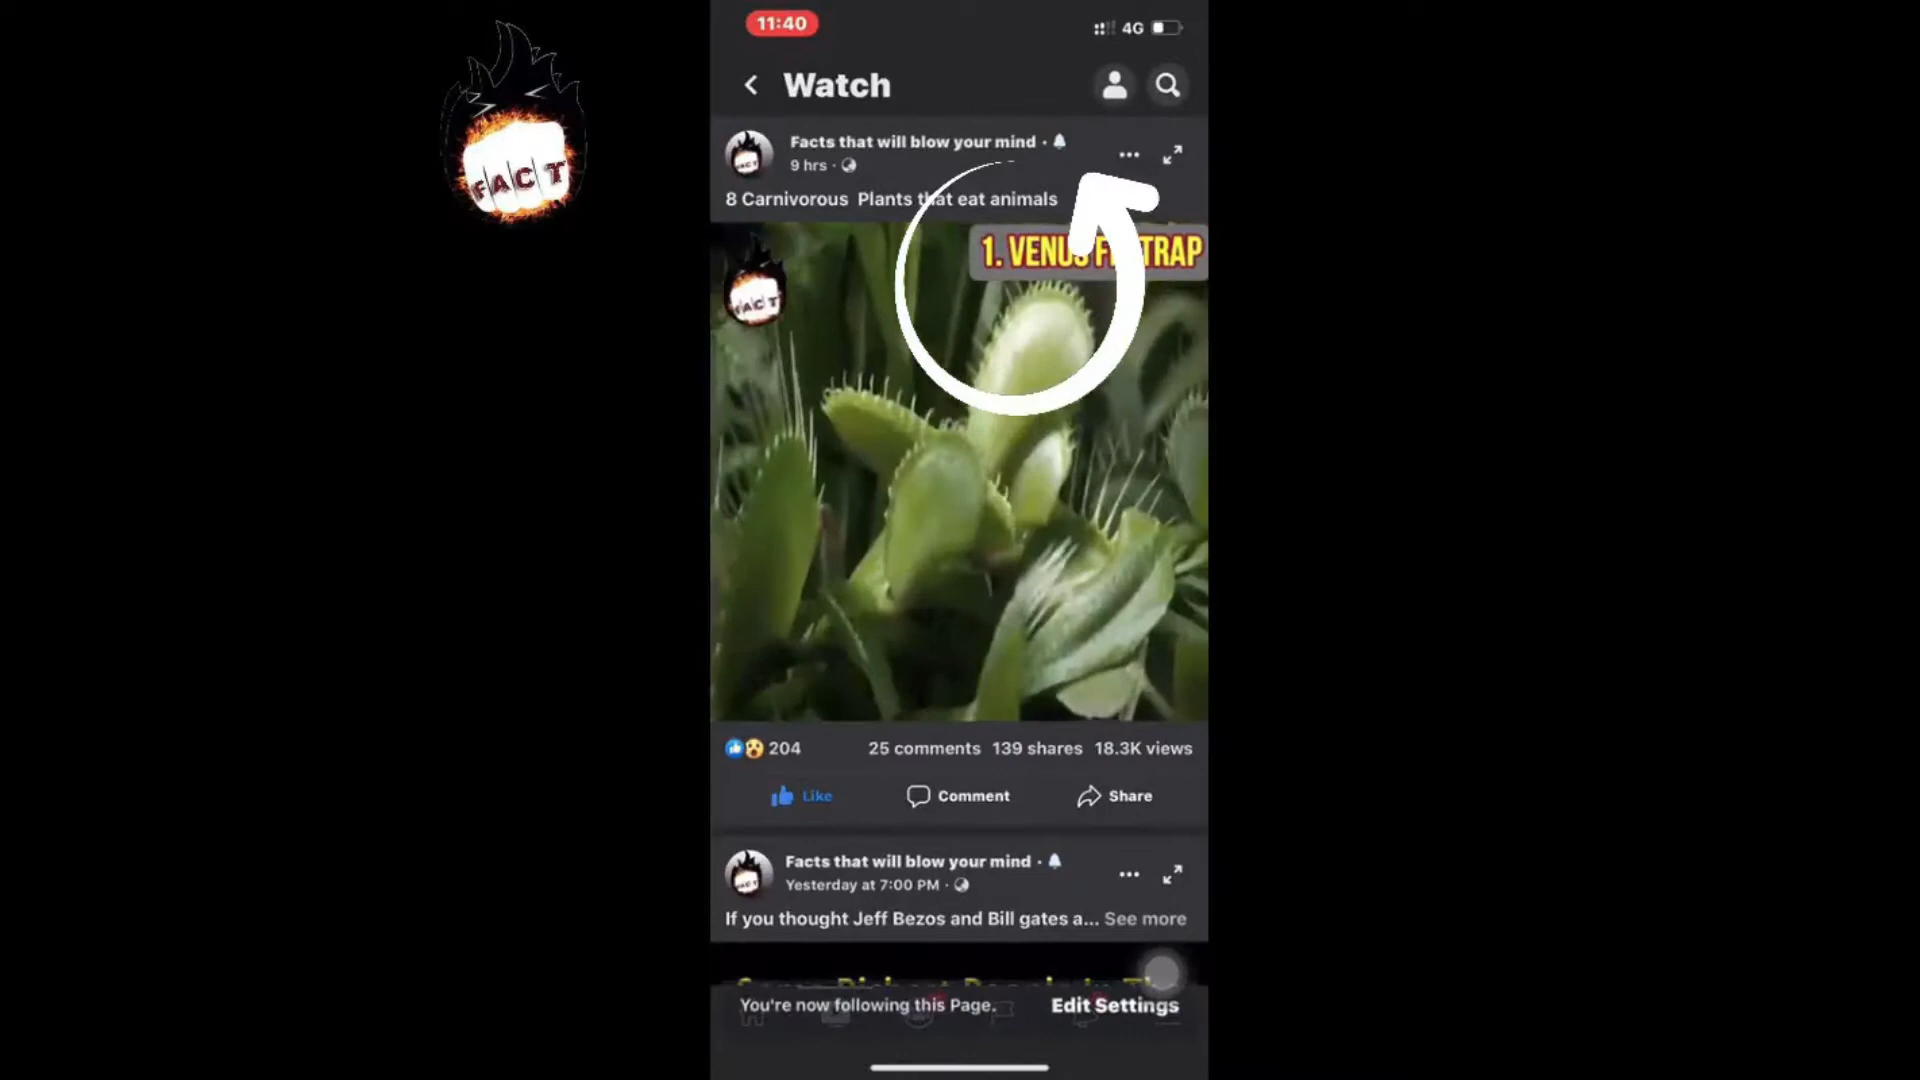 11:40
4G
Watch
FACT
Facts that will blow your mind ·
9 hrs ·
8 Carnivorous Plants that eat animals
1. VENUS TRAP
FACT
204
25 comments 139 shares 18.3K views
Like
Comment
Share
Facts that will blow your mind ·
Yesterday at 7:00 PM ·
If you thought Jeff Bezos and Bill gates a... See more
You're now following this Page.
Edit Settings